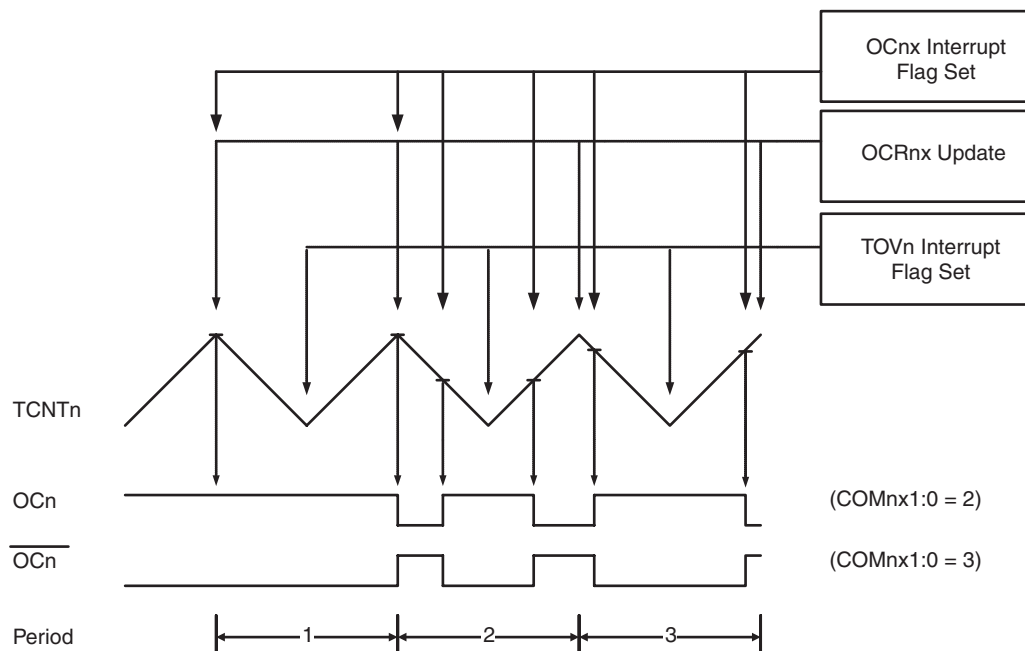 OCnx Interrupt
Flag Set
OCRnx Update
TOVn Interrupt
Flag Set
TCNTn
OCn
(COMnx1:0 = 2)
OCn
(COMnx1:0 = 3)
Period
1
2
3